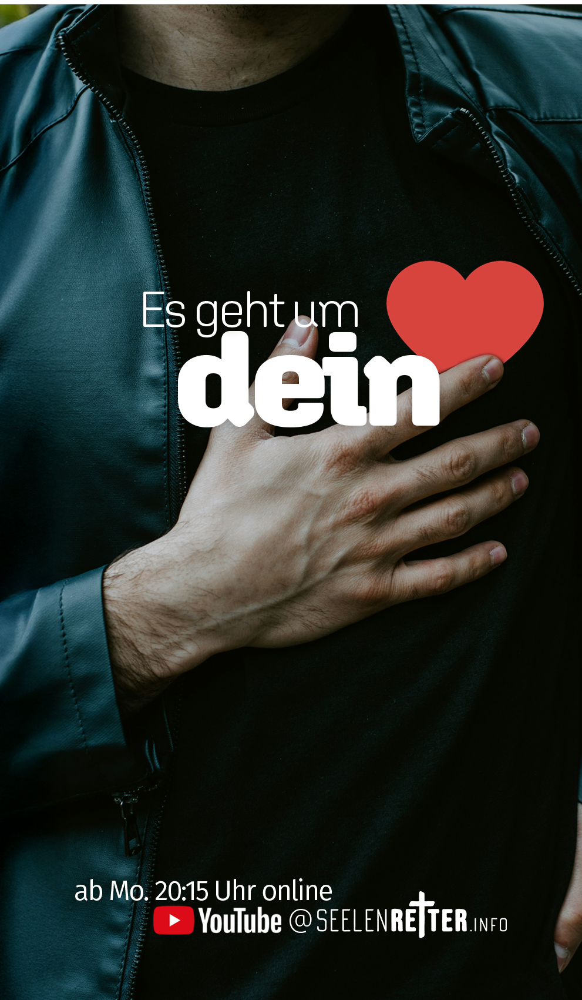 Es geht um
dein
ab Mo. 20:15 Uhr online
YouTube @SEELENRETTER.INFO